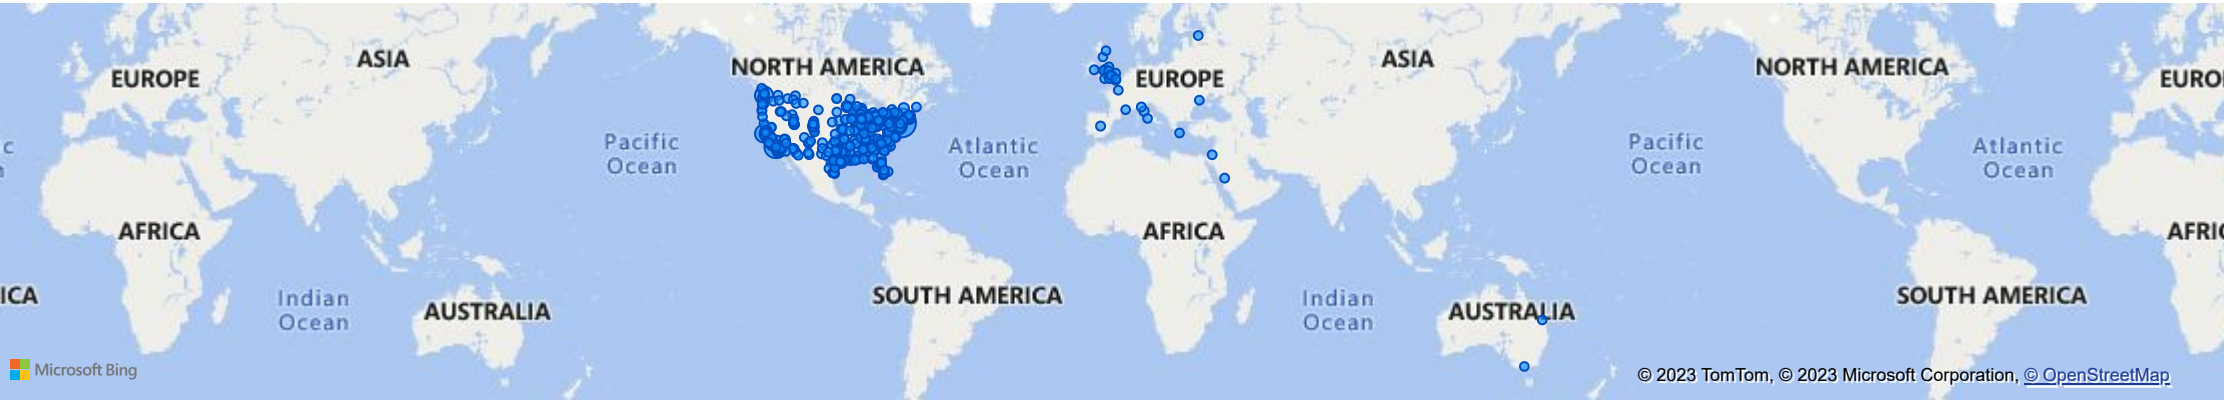 ASIA
NORTH AMERICA
EUROPE
ASIA
EUROPE
NORTH AMERICA
EURO
Pacific
Ocean
Atlantic
Ocean
Pacific
Ocean
Atlantic
Ocean
c
AFRICA
AFRICA
AFRIC
ICA
Indian
Ocean
AUSTRALIA
SOUTH AMERICA
Indian
Ocean
AUSTRALIA
SOUTH AMERICA
Microsoft Bing
© 2023 TomTom, © 2023 Microsoft Corporation, © OpenStreetMap